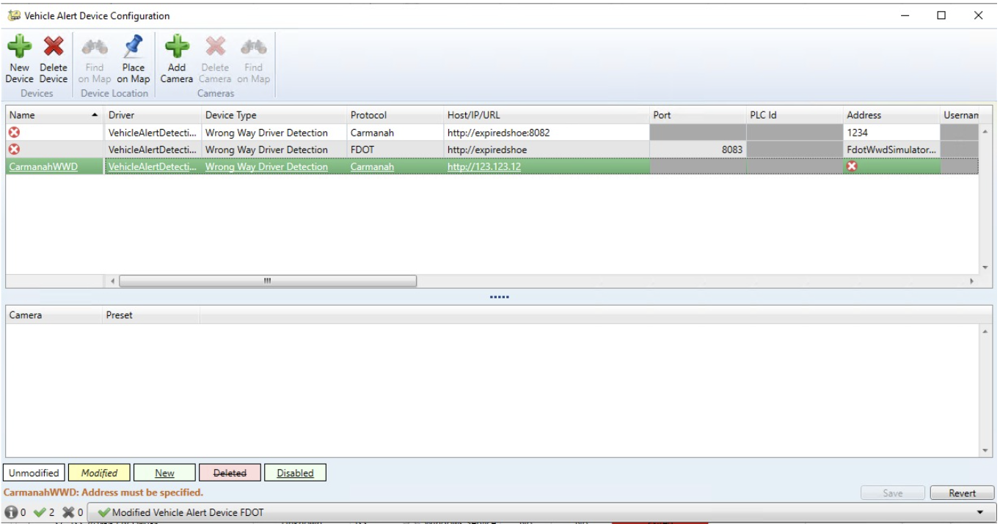 Vehicle Alert Device Configuration
New Device
Delete Device
Find on Map
Place on Map
Add Camera
Delete Camera
Find on Map
Devices
Device Location
Cameras
Name Driver Device Type Protocol Host/IP/URL Port PLC Id Address Usernam
VehicleAlertDetecti... Wrong Way Driver Detection Carmanah http://expiredshoe:8082 1234
VehicleAlertDetecti... Wrong Way Driver Detection FDOT http://expiredshoe 8083 FdotWwdSimulator...
CarmanahWWD VehicleAlertDetecti... Wrong Way Driver Detection Carmanah http://123.123.12
Camera Preset
Unmodified Modified New Deleted Disabled
CarmanahWWD: Address must be specified.
Save Revert
0 2 0 Modified Vehicle Alert Device FDOT